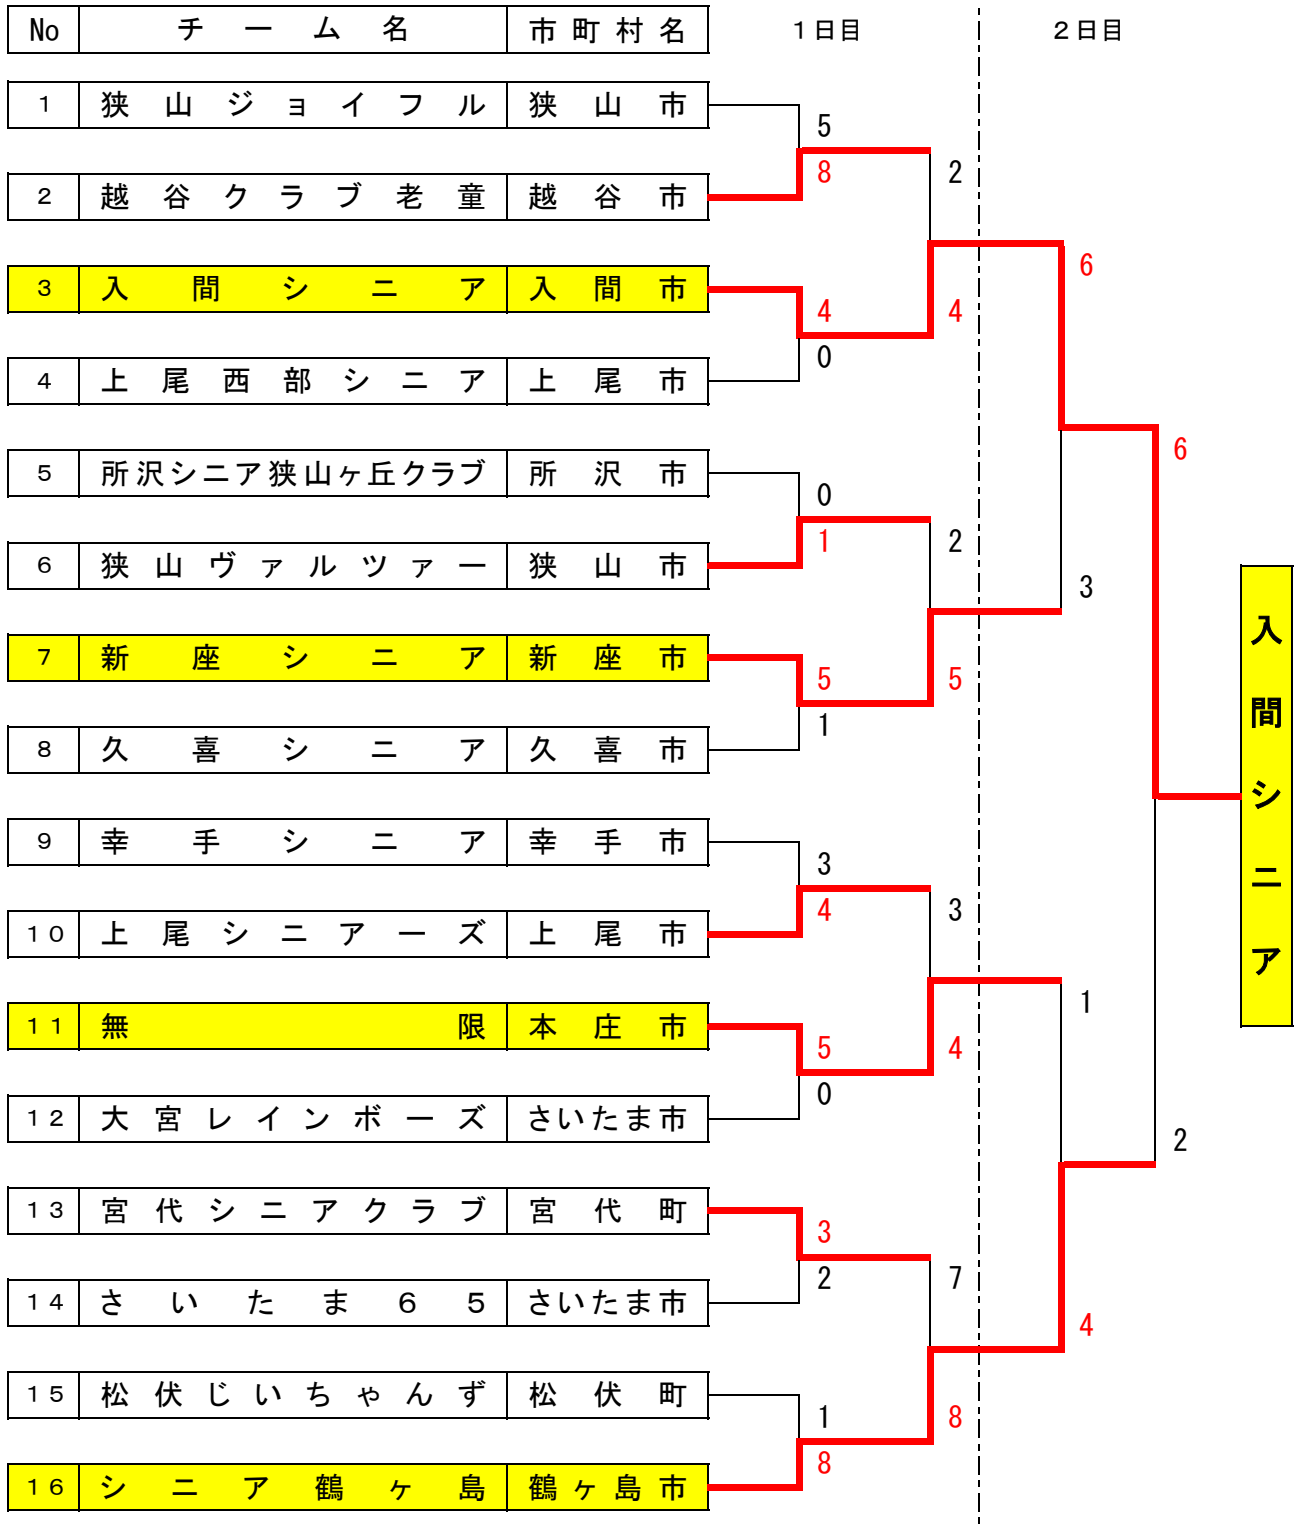 No チーム名 市町村名 1日目 2日目
1 狭山ジョイフル 狭山市
5
8
2
2 越谷クラブ老童 越谷市
6
3 入間シニア 入間市
4
4
0
4 上尾西部シニア 上尾市
6
5 所沢シニア狭山ヶ丘クラブ 所沢市
0
1
2
6 狭山ヴァルツァー 狭山市
3
7 新座シニア 新座市
5
5
1
8 久喜シニア 久喜市
入間シニア
9 幸手シニア 幸手市
3
4
3
10 上尾シニアーズ 上尾市
1
11 無限 本庄市
5
4
0
12 大宮レインボーズ さいたま市
2
13 宮代シニアクラブ 宮代町
3
2
7
14 さいたま65 さいたま市
4
15 松伏じいちゃんず 松伏町
1
8
8
16 シニア鶴ヶ島 鶴ヶ島市